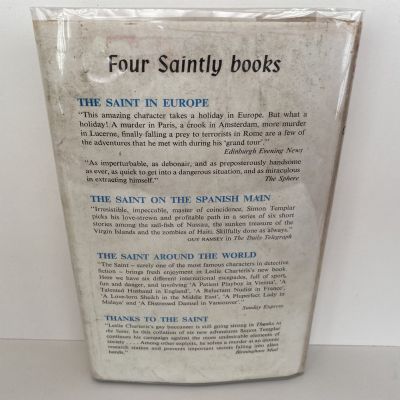 Four Saintly books
THE SAINT IN EUROPE
"This amazing character takes a holiday in Europe. But what a
holiday! A murder in Paris, a crook in Amsterdam, more murder
in Lucerne, finally falling a prey to terrorists in Rome are a few of
the adventures that he met with during his 'grand tour'."
Edinburgh Evening News
"As imperturbable, as debonair, and as preposterously handsome
as ever, as quick to get into a dangerous situation, and as miraculous
in extracting himself."
The Sphere
THE SAINT ON THE SPANISH MAIN
"Irresistible, impeccable, master of coincidence, Simon Templar
picks his love-strewn and profitable path in a series of six short
stories among the sail-fish of Nassau, the sunken treasure of the
Virgin Islands and the zombies of Haiti. Skilfully done as always."
GUY RAMSEY in The Daily Telegraph
THE SAINT AROUND THE WORLD
"The Saint – surely one of the most famous characters in detective
fiction – brings fresh enjoyment in Leslie Charteris's new book.
Here we have six different international escapades, full of sport,
fun and danger, and involving 'A Patient Playboy in Vienna', 'A
Talented Husband in England', 'A Reluctant Nudist in France',
'A Lovelorn Sheikh in the Middle East', 'A Pluperfect Lady in
Malaya' and 'A Distressed Damsel in Vancouver'."
Sunday Express
THANKS TO THE SAINT
"Leslie Charteris's gay buccaneer is still going strong in Thanks to
the Saint. In this collation of six new adventures Simon Templar
continues his campaign against the more undesirable elements of
society . . . Among other exploits, he solves a murder at an atomic
research station and prevents important secrets falling into alien
hands."
Birmingham Mail